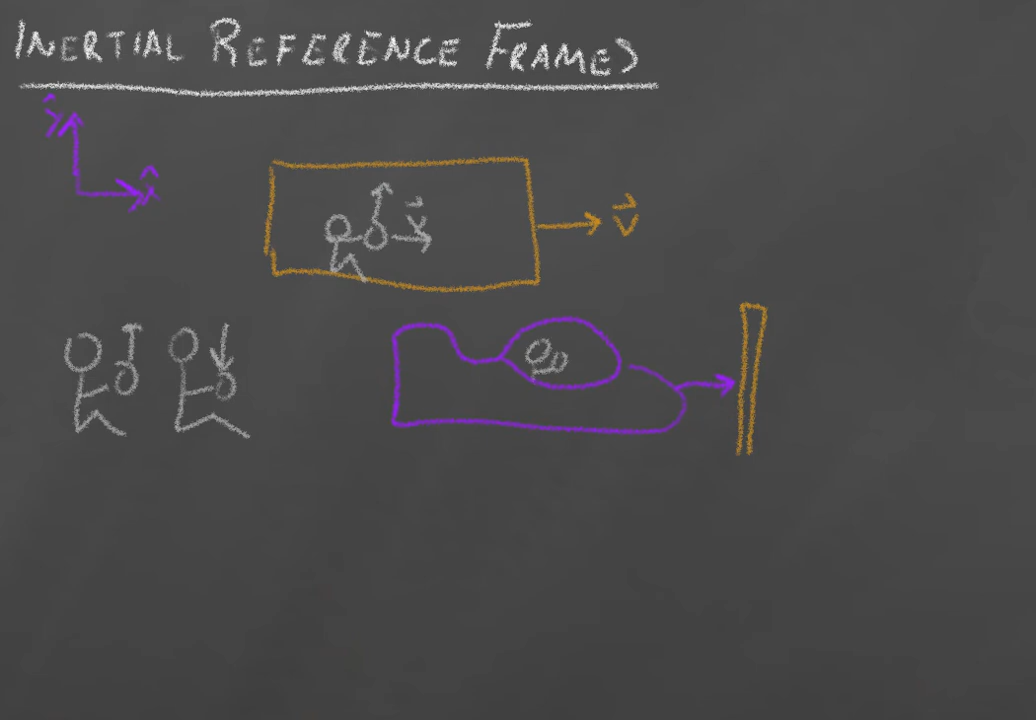 INERTIAL REFERENCE FRAMES
ŷ
x̂
v⃗
v⃗